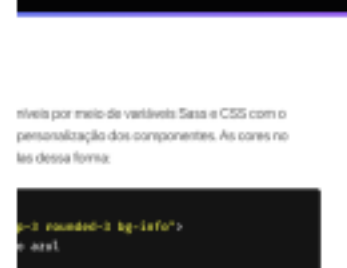 níveis por meio de variáveis Sass e CSS com o
personalização dos componentes. As cores no
das dessa forma:
p-3 rounded-3 bg-info">
e azul